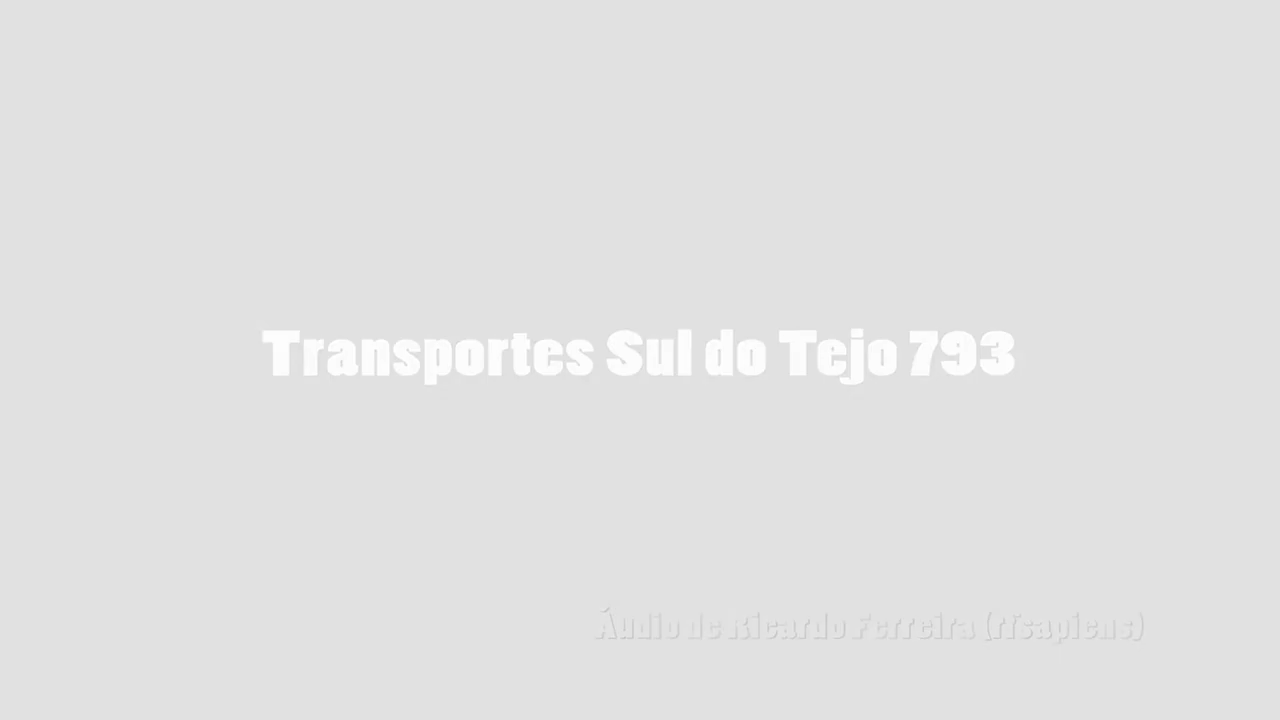 Transportes Sul do Tejo 793
Áudio de Ricardo Ferreira (rfsapiens)